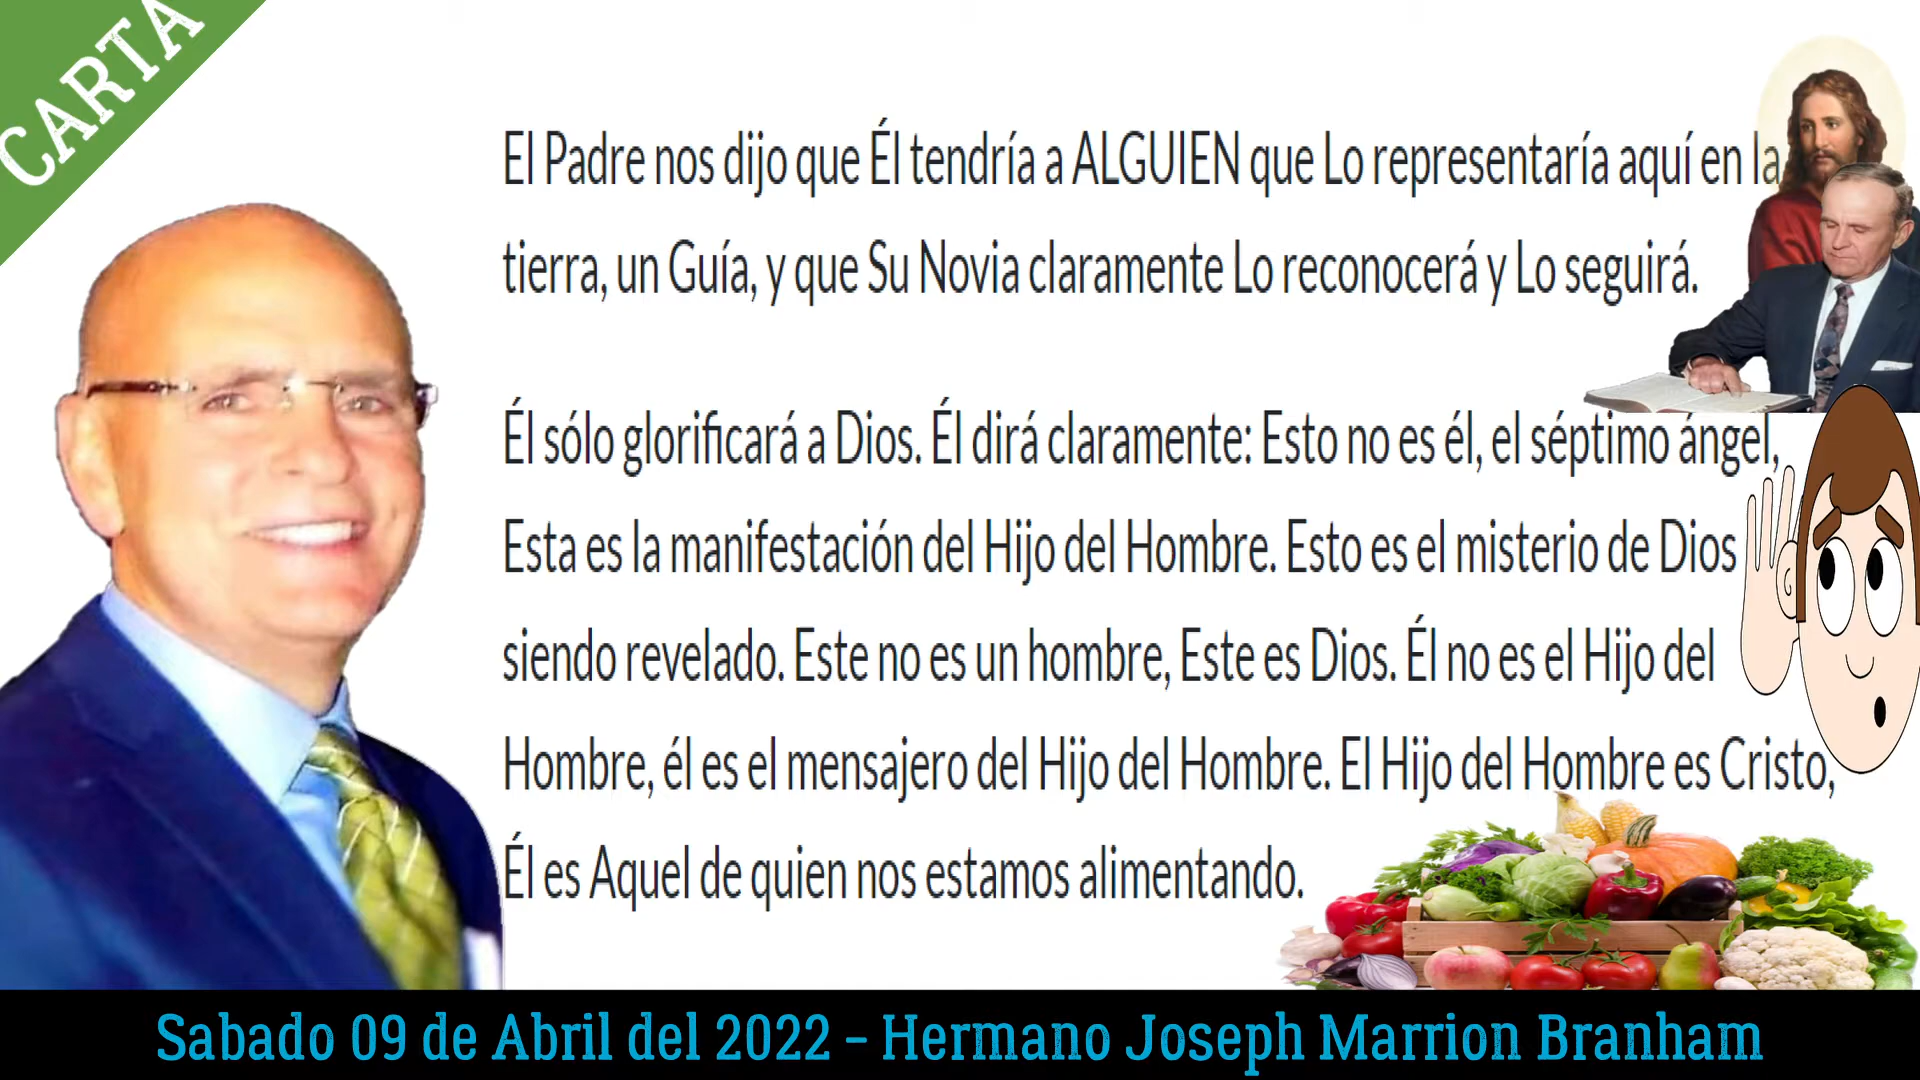 CARTA
El Padre nos dijo que Él tendría a ALGUIEN que Lo representaría aquí en la
tierra, un Guía, y que Su Novia claramente Lo reconocerá y Lo seguirá.
Él sólo glorificará a Dios. Él dirá claramente: Esto no es él, el séptimo ángel,
Esta es la manifestación del Hijo del Hombre. Esto es el misterio de Dios
siendo revelado. Este no es un hombre, Este es Dios. Él no es el Hijo del
Hombre, él es el mensajero del Hijo del Hombre. El Hijo del Hombre es Cristo,
Él es Aquel de quien nos estamos alimentando.
Sabado 09 de Abril del 2022 - Hermano Joseph Marrion Branham